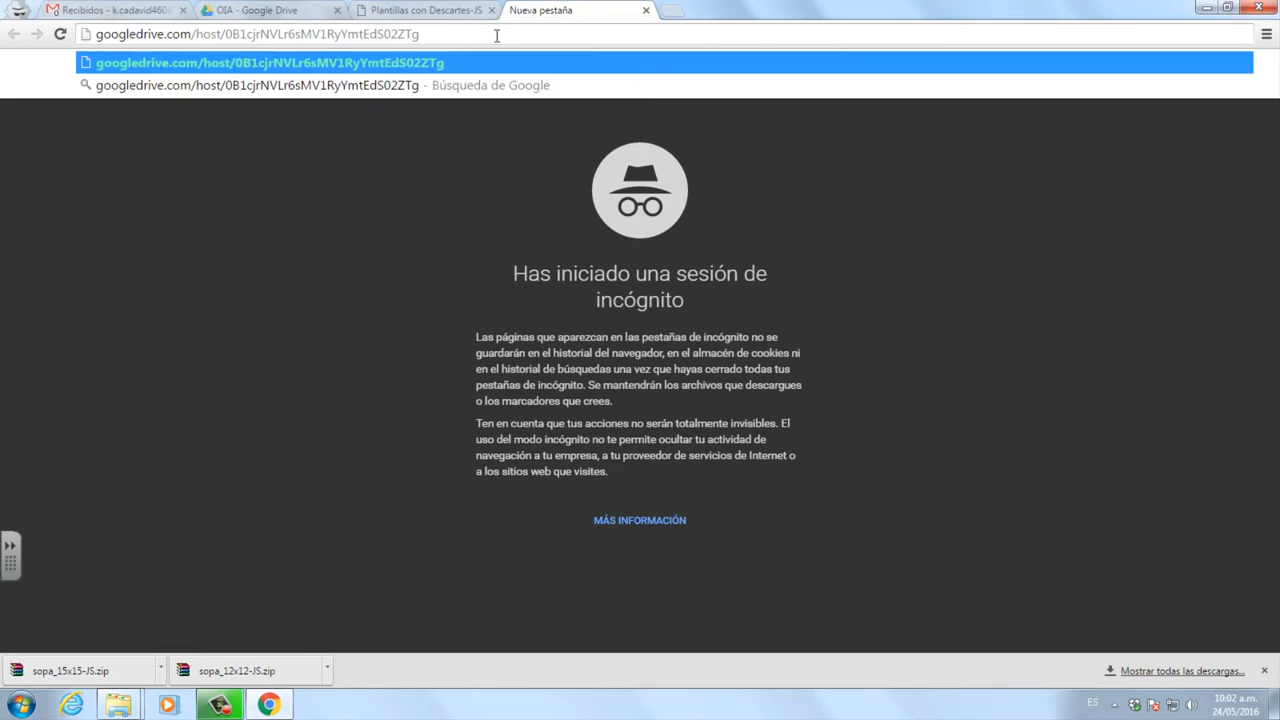 Recibidos - k.cadavid460
OIA - Google Drive
Plantillas con Descartes-JS
Nueva pestaña
googledrive.com/host/0B1cjrNVLr6sMV1RyYmtEdS02ZTg
googledrive.com/host/0B1cjrNVLr6sMV1RyYmtEdS02ZTg
googledrive.com/host/0B1cjrNVLr6sMV1RyYmtEdS02ZTg - Búsqueda de Google
Has iniciado una sesión de
incógnito
Las páginas que aparezcan en las pestañas de incógnito no se
guardarán en el historial del navegador, en el almacén de cookies ni
en el historial de búsquedas una vez que hayas cerrado todas tus
pestañas de incógnito. Se mantendrán los archivos que descargues
o los marcadores que crees.
Ten en cuenta que tus acciones no serán totalmente invisibles. El
uso del modo incógnito no te permite ocultar tu actividad de
navegación a tu empresa, a tu proveedor de servicios de Internet o
a los sitios web que visites.
MÁS INFORMACIÓN
sopa_15x15-JS.zip
sopa_12x12-JS.zip
Mostrar todas las descargas...
ES
10:02 a.m.
24/05/2016